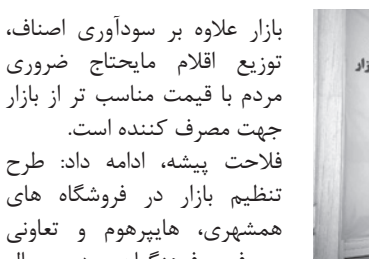 بازار علاوه بر سودآوری اصناف،
توزیع اقلام مایحتاج ضروری
مردم با قیمت مناسب تر از بازار
جهت مصرف کننده است.
فلاحت پیشه، ادامه داد: طرح
تنظیم بازار در فروشگاه های
همشهری، هایپرهوم و تعاونی